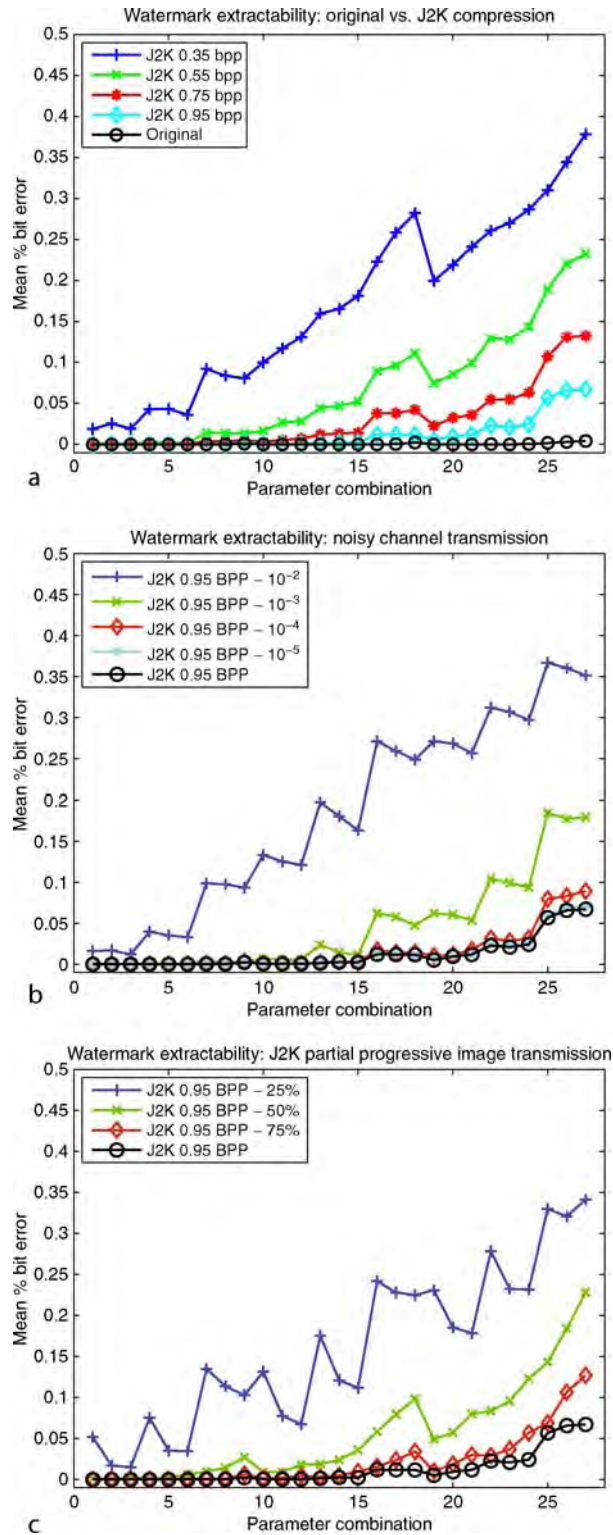 Watermark extractability: original vs. J2K compression
0.5
0.45
0.4
0.35
0.3
0.25
0.2
0.15
0.1
0.05
0
Mean % bit error
J2K 0.35 bpp
J2K 0.55 bpp
J2K 0.75 bpp
J2K 0.95 bpp
Original
0 5 10 15 20 25
Parameter combination
a
Watermark extractability: noisy channel transmission
0.5
0.45
0.4
0.35
0.3
0.25
0.2
0.15
0.1
0.05
0
Mean % bit error
J2K 0.95 BPP – 10⁻²
J2K 0.95 BPP – 10⁻³
J2K 0.95 BPP – 10⁻⁴
J2K 0.95 BPP – 10⁻⁵
J2K 0.95 BPP
0 5 10 15 20 25
Parameter combination
b
Watermark extractability: J2K partial progressive image transmission
0.5
0.45
0.4
0.35
0.3
0.25
0.2
0.15
0.1
0.05
0
Mean % bit error
J2K 0.95 BPP – 25%
J2K 0.95 BPP – 50%
J2K 0.95 BPP – 75%
J2K 0.95 BPP
0 5 10 15 20 25
Parameter combination
c